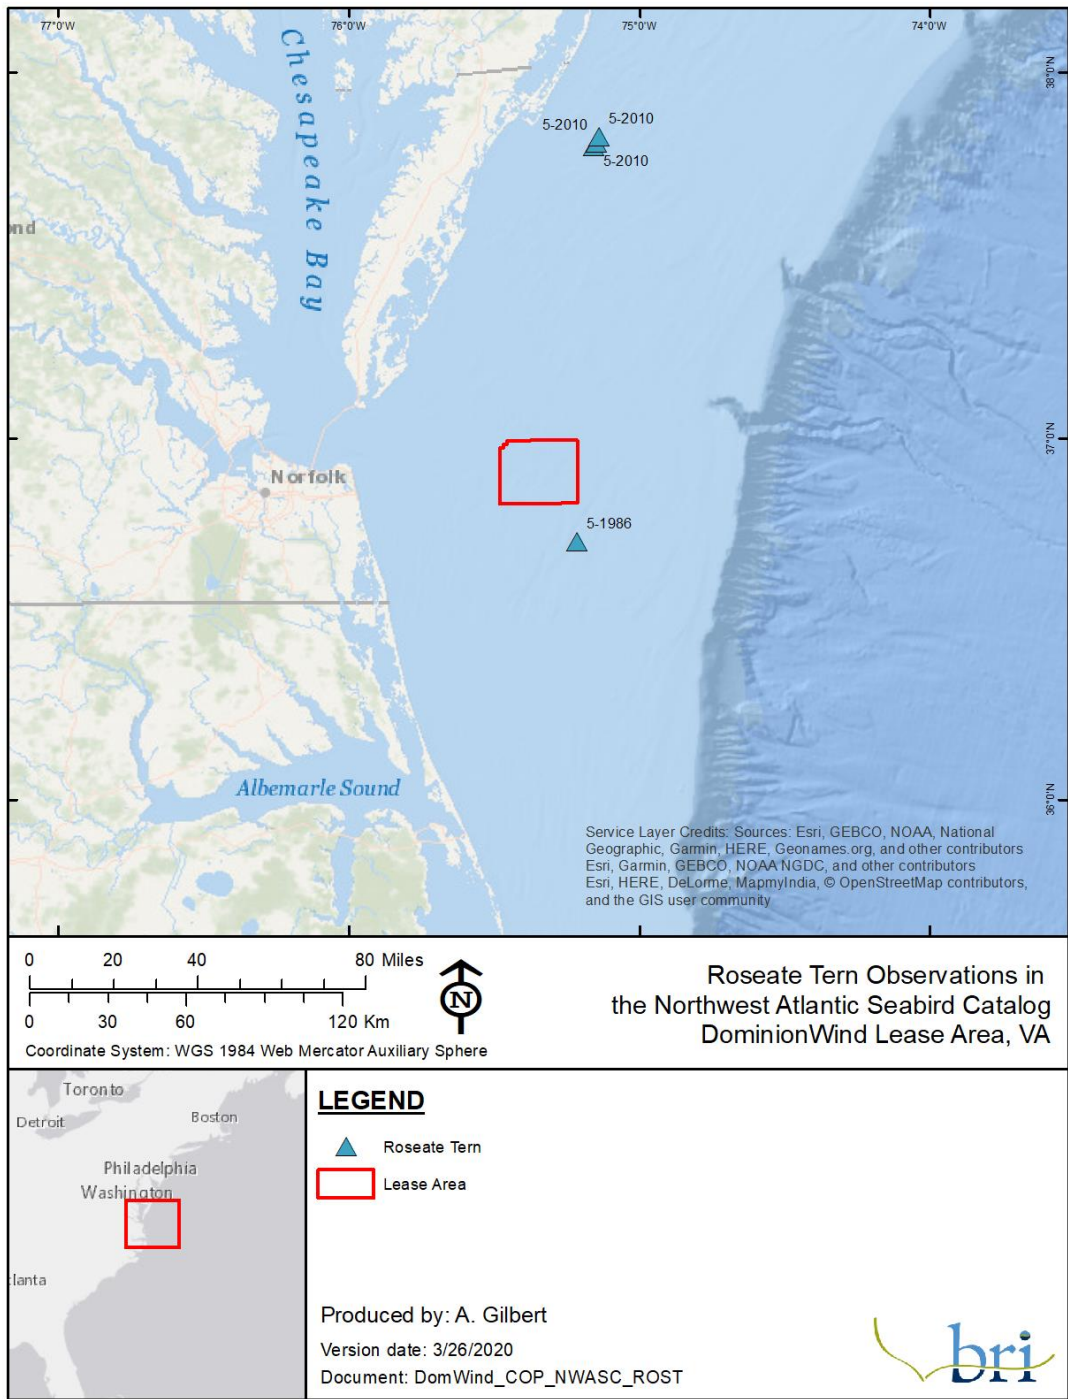 77°0'W
76°0'W
75°0'W
74°0'W
38°0'N
37°0'N
36°0'N
Chesapeake Bay
5-2010
5-2010
5-2010
nd
Norfolk
5-1986
Albemarle Sound
Service Layer Credits: Sources: Esri, GEBCO, NOAA, National
Geographic, Garmin, HERE, Geonames.org, and other contributors
Esri, Garmin, GEBCO, NOAA NGDC, and other contributors
Esri, HERE, DeLorme, MapmyIndia, © OpenStreetMap contributors,
and the GIS user community
0 20 40 80 Miles
0 30 60 120 Km
N
Coordinate System: WGS 1984 Web Mercator Auxiliary Sphere
Roseate Tern Observations in
the Northwest Atlantic Seabird Catalog
DominionWind Lease Area, VA
Toronto
Detroit
Boston
Philadelphia
Washington
lanta
LEGEND
Roseate Tern
Lease Area
Produced by: A. Gilbert
Version date: 3/26/2020
Document: DomWind_COP_NWASC_ROST
bri